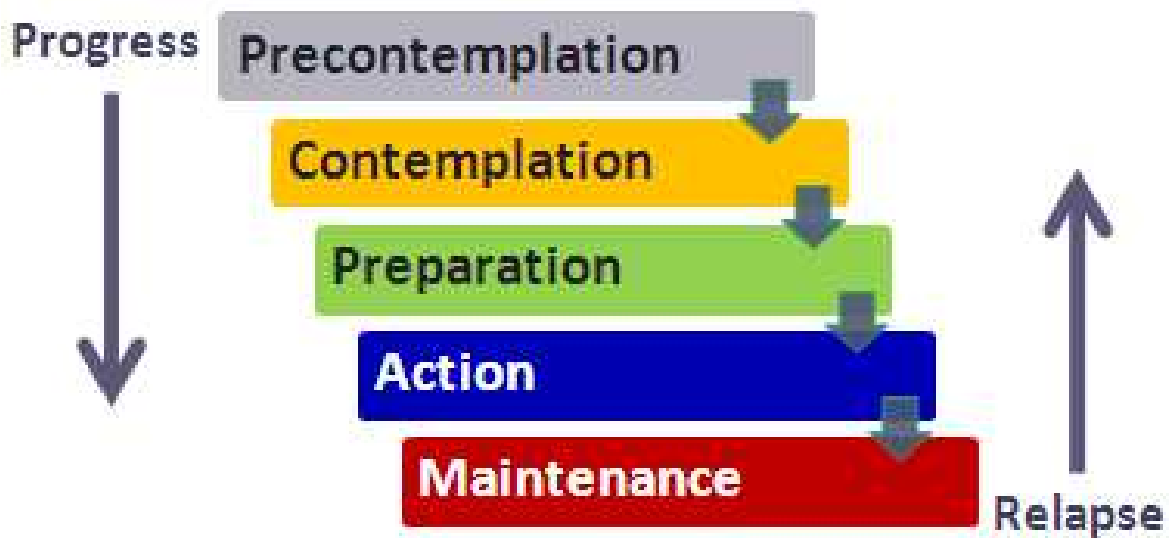 Progress
Precontemplation
Contemplation
Preparation
Action
Maintenance
Relapse